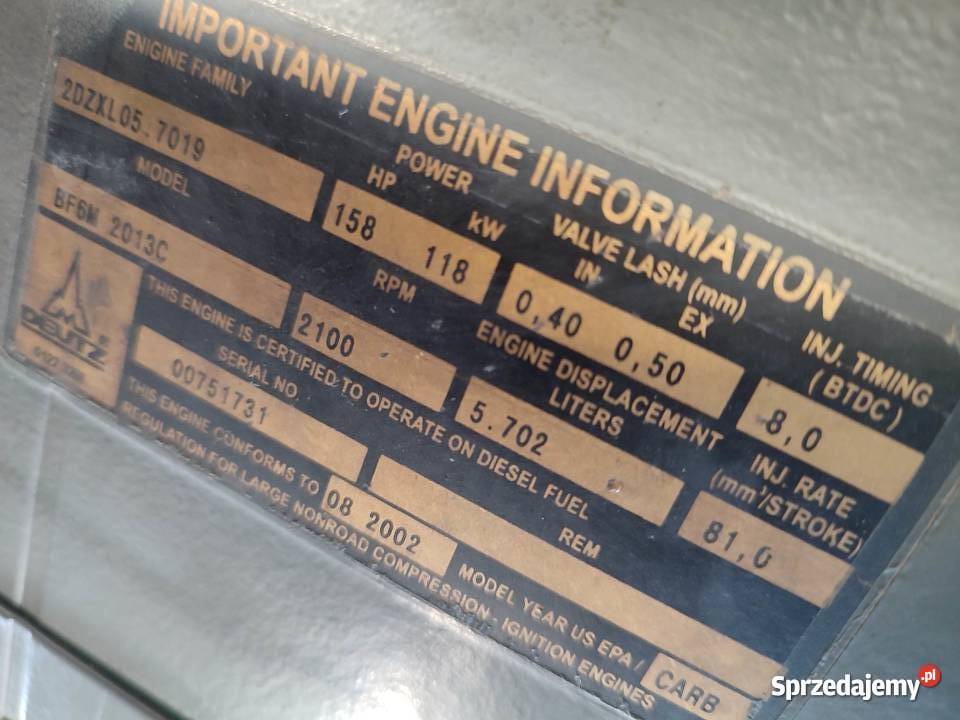 IMPORTANT ENGINE INFORMATION
ENIGINE FAMILY
2DZXL05.7019
POWER
HP kW
158 118
VALVE LASH (mm)
IN EX
0,40 0,50
INJ. TIMING
( BTDC )
8,0
MODEL
BF6M 2013C
RPM
2100
ENGINE DISPLACEMENT
LITERS
5.702
INJ. RATE
(mm³/STROKE)
81,0
DEUTZ
THIS ENGINE IS CERTIFIED TO OPERATE ON DIESEL FUEL
SERIAL NO.
00751731
REM
THIS ENGINE CONFORMS TO 08 2002 MODEL YEAR US EPA / CARB
REGULATION FOR LARGE NONROAD COMPRESSION - IGNITION ENGINES
Sprzedajemy.pl